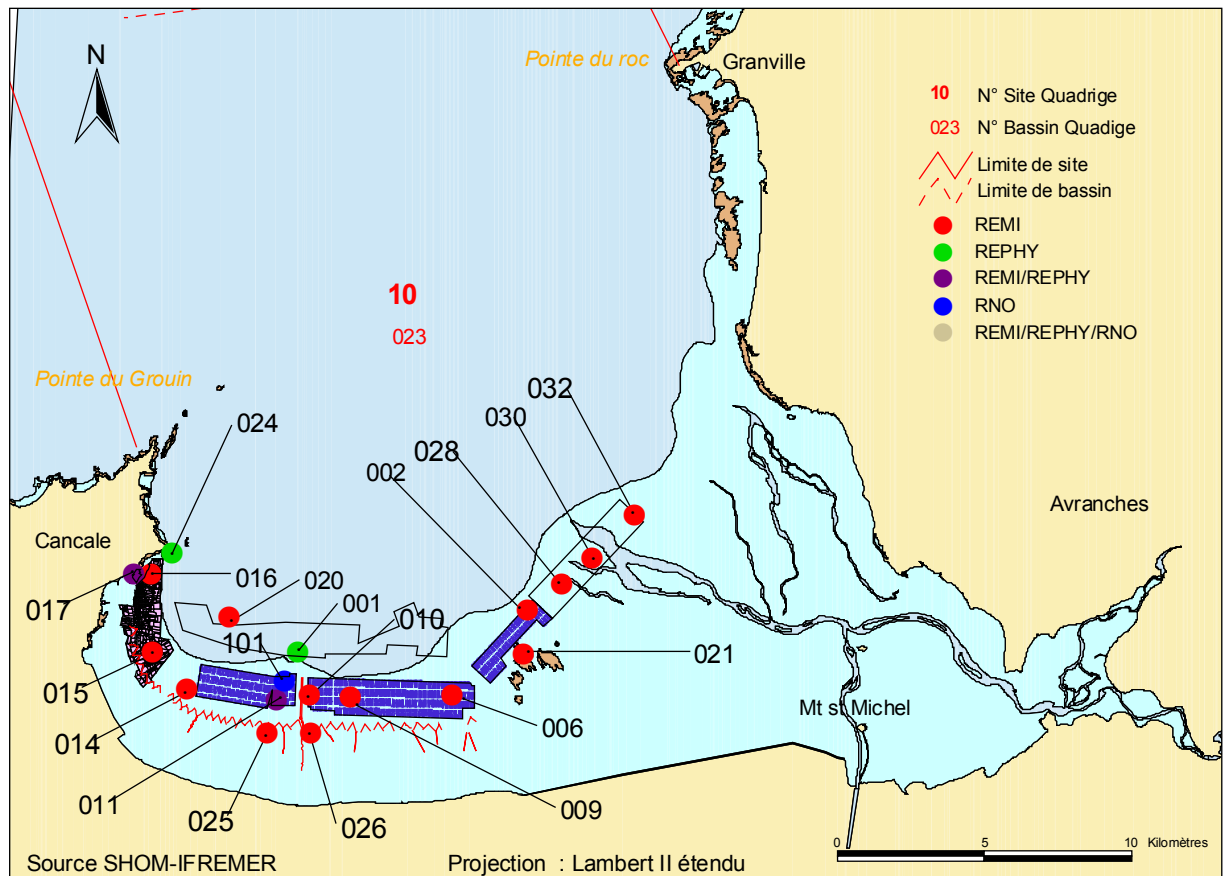 N
Pointe du roc
Granville
10 N° Site Quadrige
023 N° Bassin Quadige
Limite de site
Limite de bassin
REMI
REPHY
REMI/REPHY
RNO
REMI/REPHY/RNO
10
023
Pointe du Grouin
024
032
030
028
002
Avranches
Cancale
016
020
001
010
017
101
021
015
006
Mt st Michel
014
011
025
026
009
0 5 10 Kilomètres
Source SHOM-IFREMER
Projection : Lambert II étendu